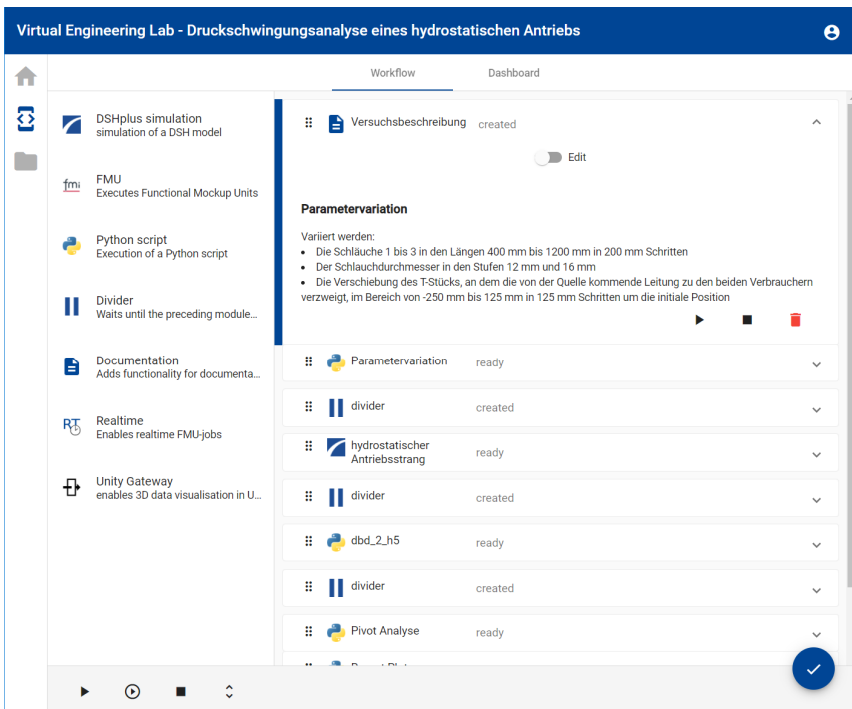 Virtual Engineering Lab - Druckschwingungsanalyse eines hydrostatischen Antriebs
Workflow
Dashboard
DSHplus simulation
simulation of a DSH model
fmi
FMU
Executes Functional Mockup Units
Python script
Execution of a Python script
Divider
Waits until the preceding module...
Documentation
Adds functionality for documenta...
RT
Realtime
Enables realtime FMU-jobs
Unity Gateway
enables 3D data visualisation in U...
Versuchsbeschreibung created
Edit
Parametervariation
Variiert werden:
• Die Schläuche 1 bis 3 in den Längen 400 mm bis 1200 mm in 200 mm Schritten
• Der Schlauchdurchmesser in den Stufen 12 mm und 16 mm
• Die Verschiebung des T-Stücks, an dem die von der Quelle kommende Leitung zu den beiden Verbrauchern
verzweigt, im Bereich von -250 mm bis 125 mm in 125 mm Schritten um die initiale Position
Parametervariation ready
divider created
hydrostatischer
Antriebsstrang ready
divider created
dbd_2_h5 ready
divider created
Pivot Analyse ready